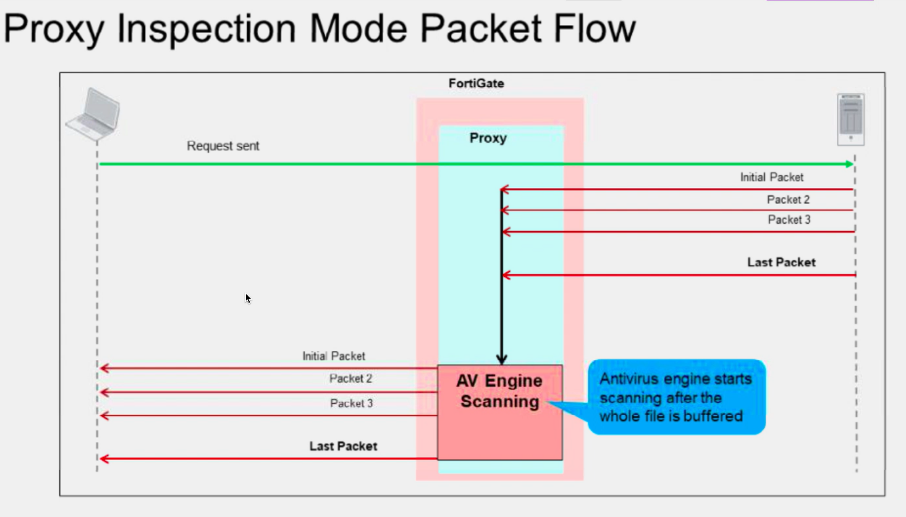 Proxy Inspection Mode Packet Flow
FortiGate
Proxy
Request sent
Initial Packet
Packet 2
Packet 3
Last Packet
Initial Packet
Packet 2
Packet 3
Last Packet
AV Engine
Scanning
Antivirus engine starts
scanning after the
whole file is buffered